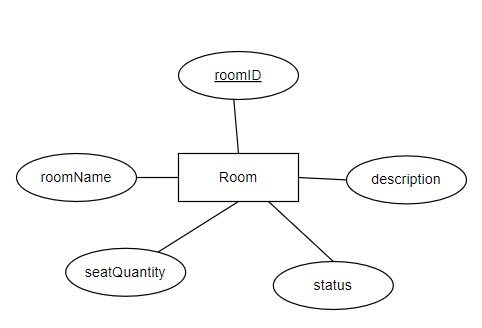 roomID
roomName
Room
description
seatQuantity
status